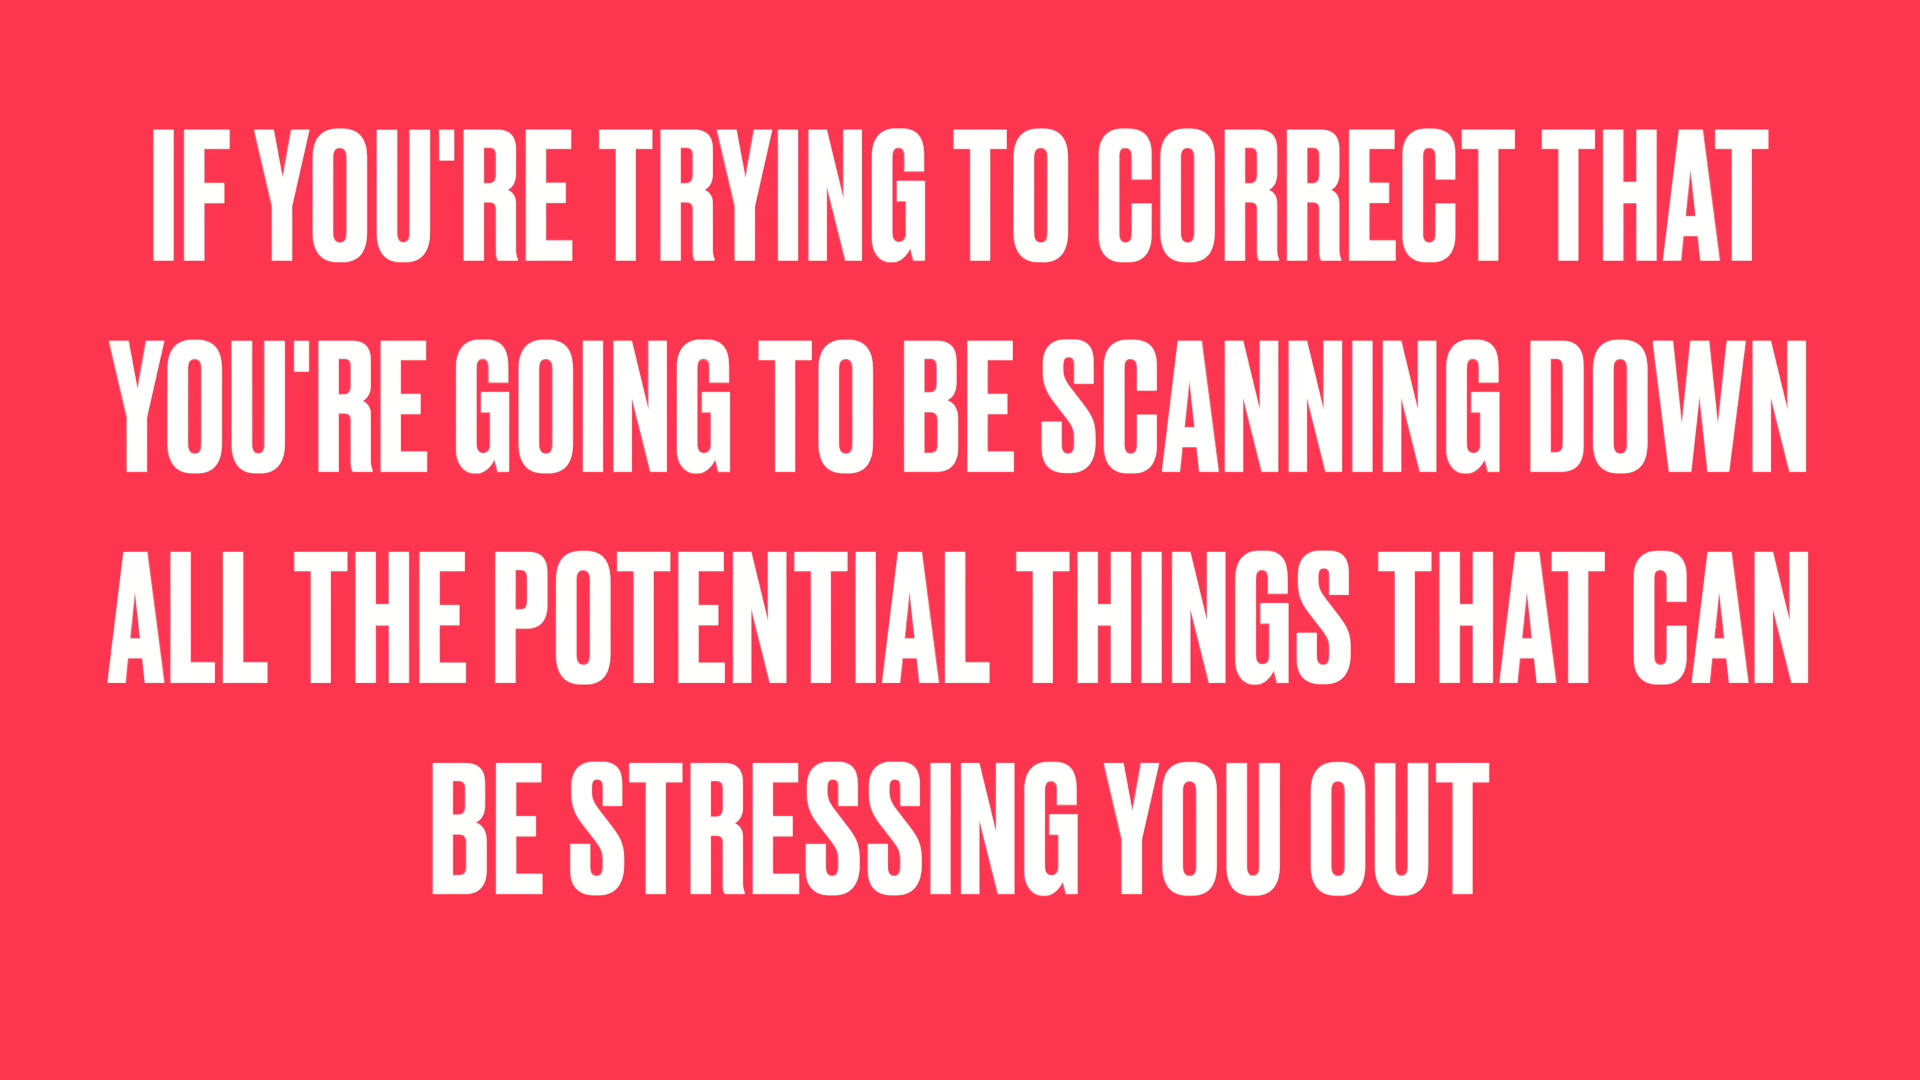 IF YOU'RE TRYING TO CORRECT THAT
YOU'RE GOING TO BE SCANNING DOWN
ALL THE POTENTIAL THINGS THAT CAN
BE STRESSING YOU OUT